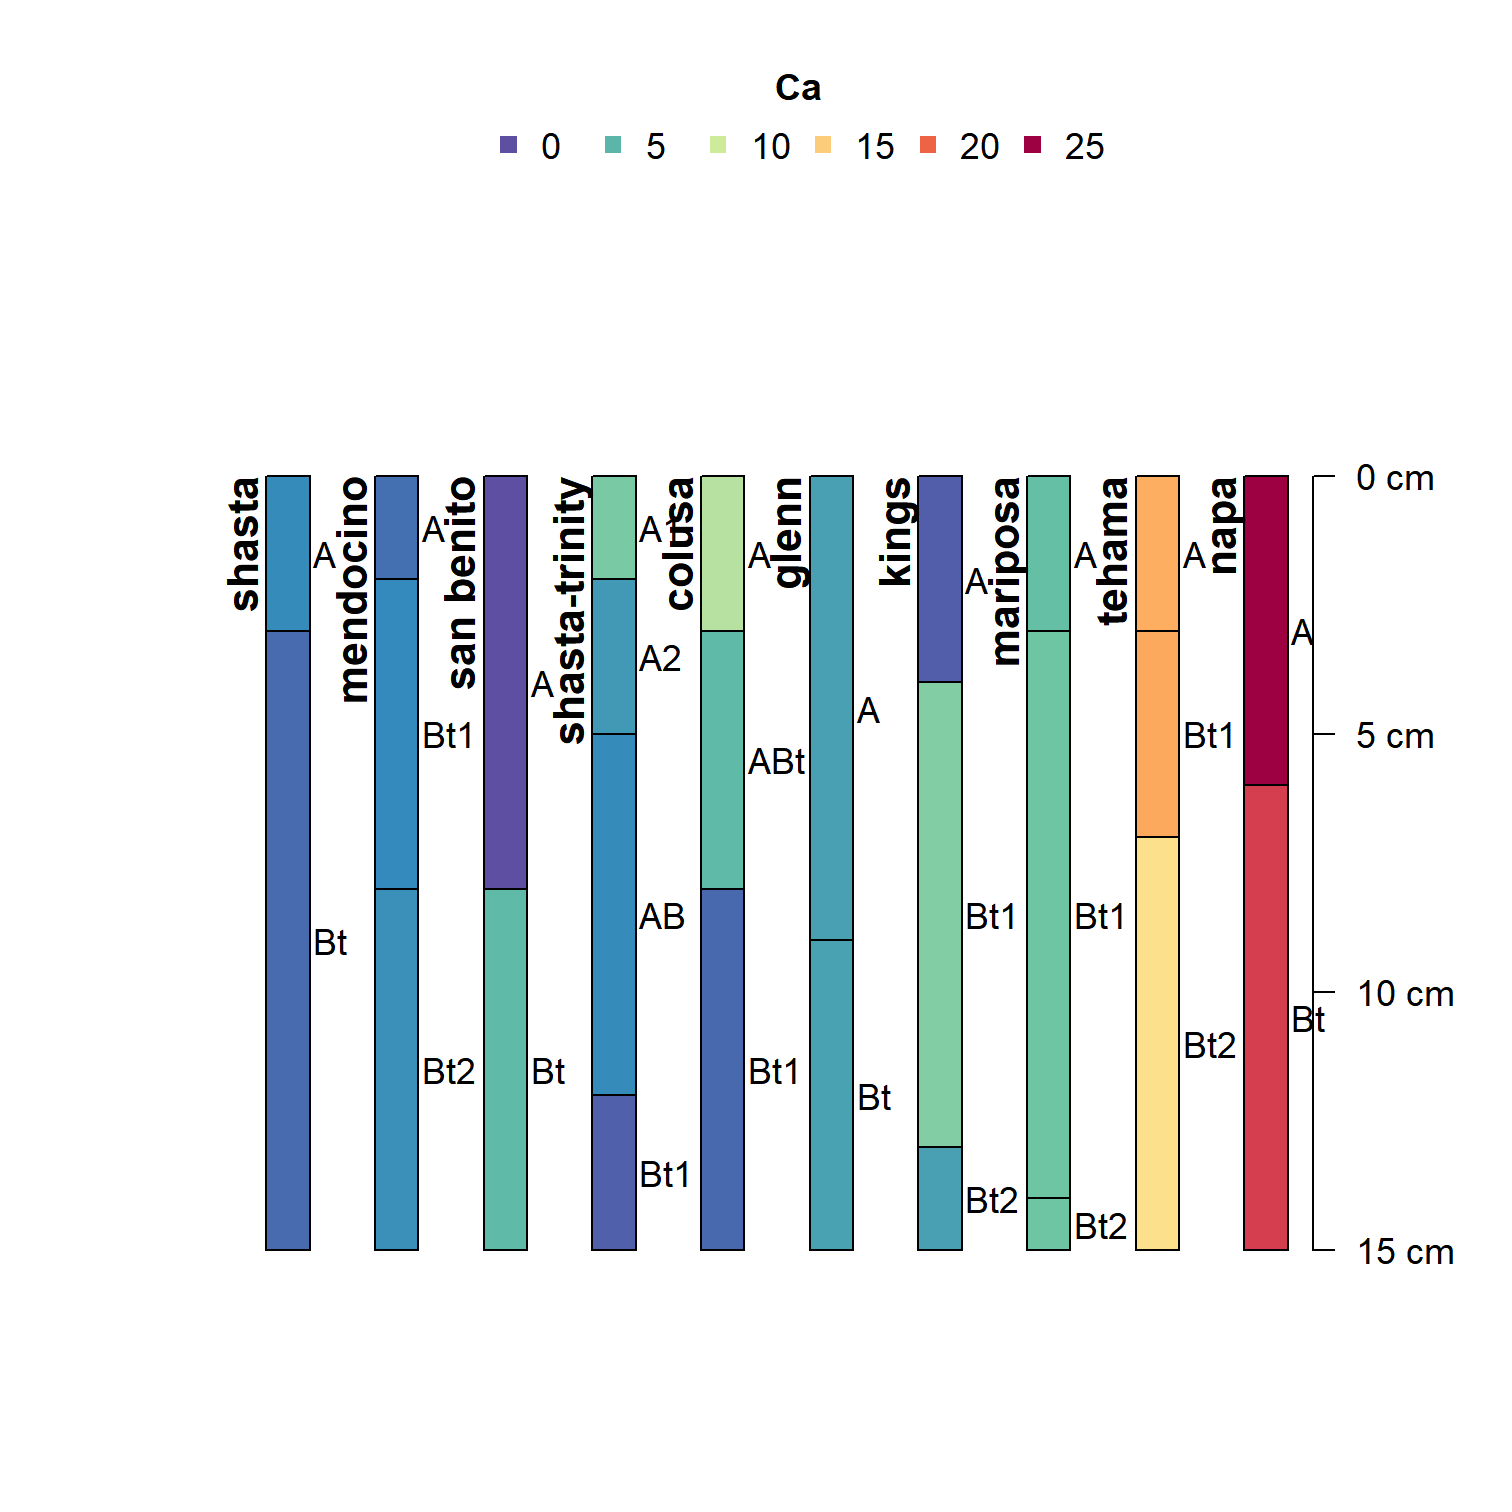 Ca
0 5 10 15 20 25
shasta
A
Bt
mendocino
A
Bt1
Bt2
san benito
A
Bt
shasta-trinity
A1
A2
AB
Bt1
colusa
A
ABt
Bt1
glenn
A
Bt
kings
A
Bt1
Bt2
mariposa
A
Bt1
Bt2
tehama
A
Bt1
Bt2
napa
A
Bt
0 cm
5 cm
10 cm
15 cm